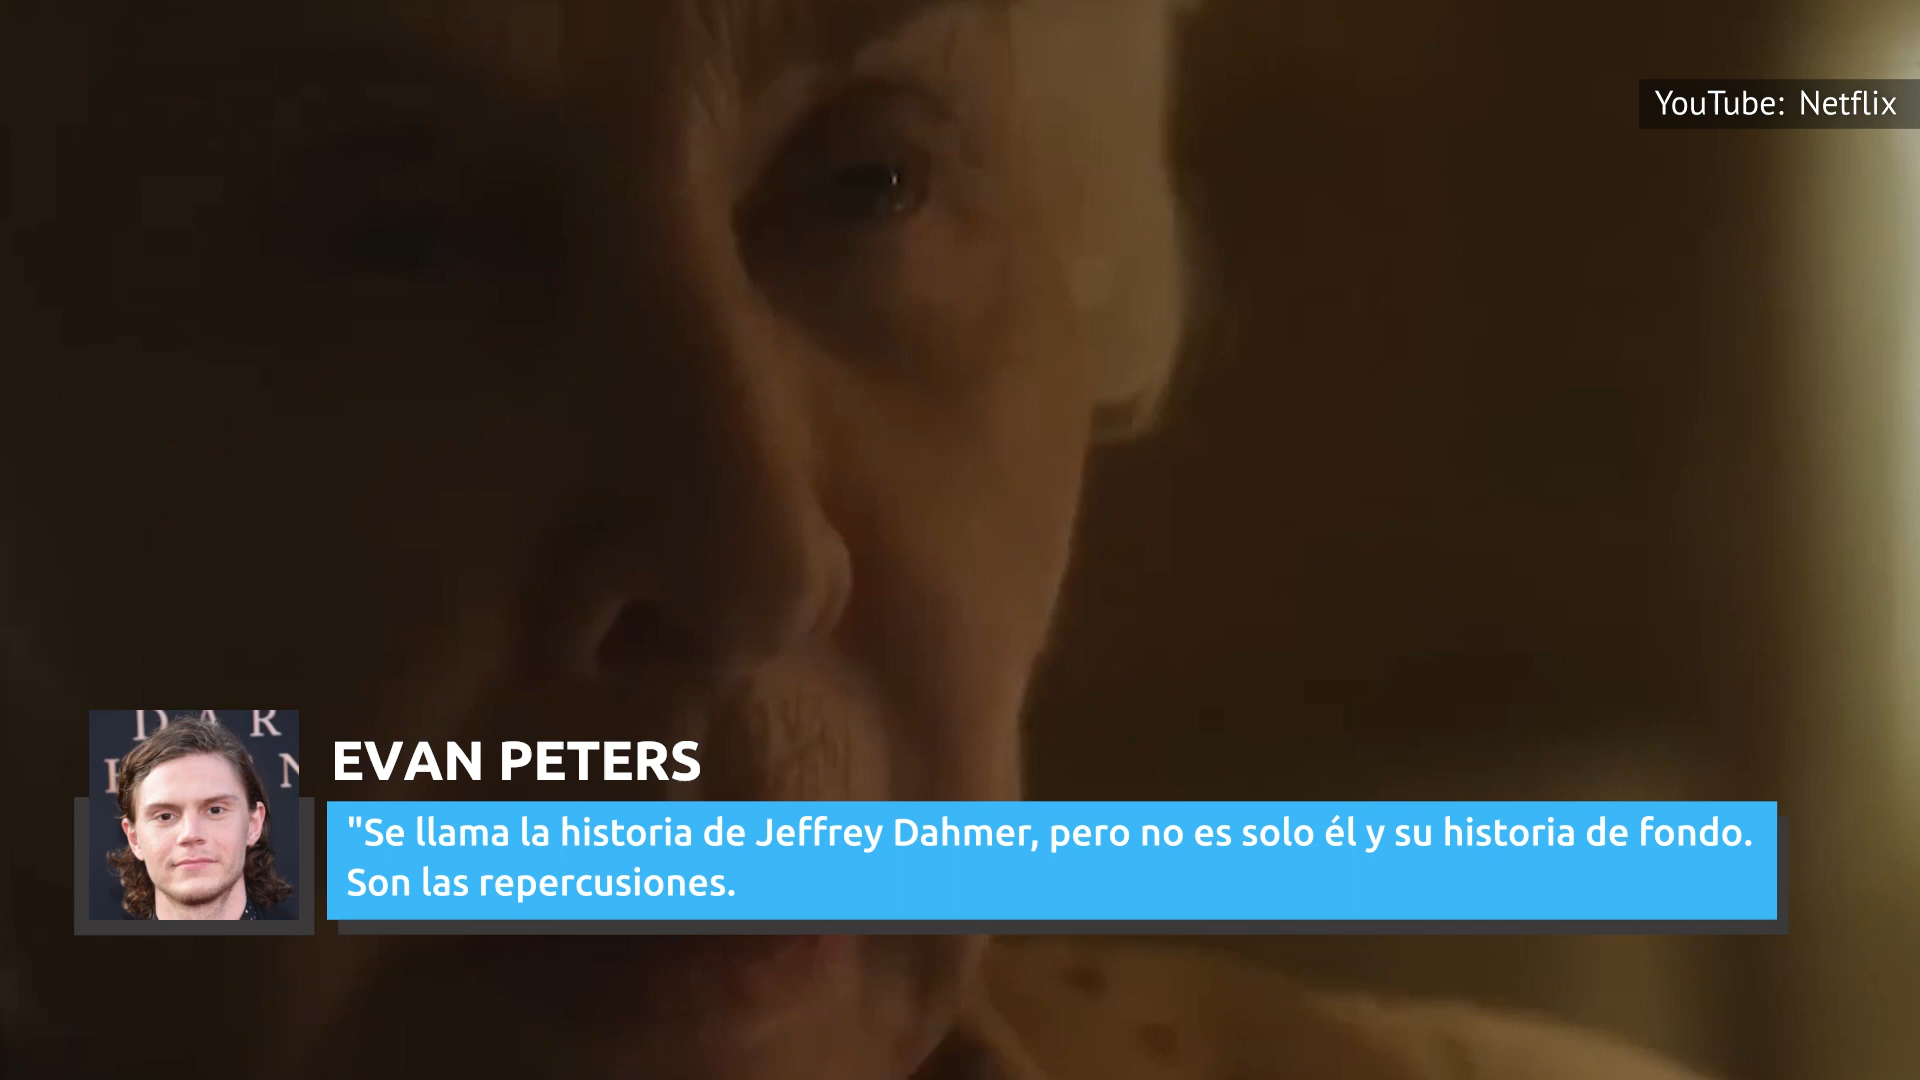 YouTube: Netflix
D A R
EVAN PETERS
"Se llama la historia de Jeffrey Dahmer, pero no es solo él y su historia de fondo.
Son las repercusiones.